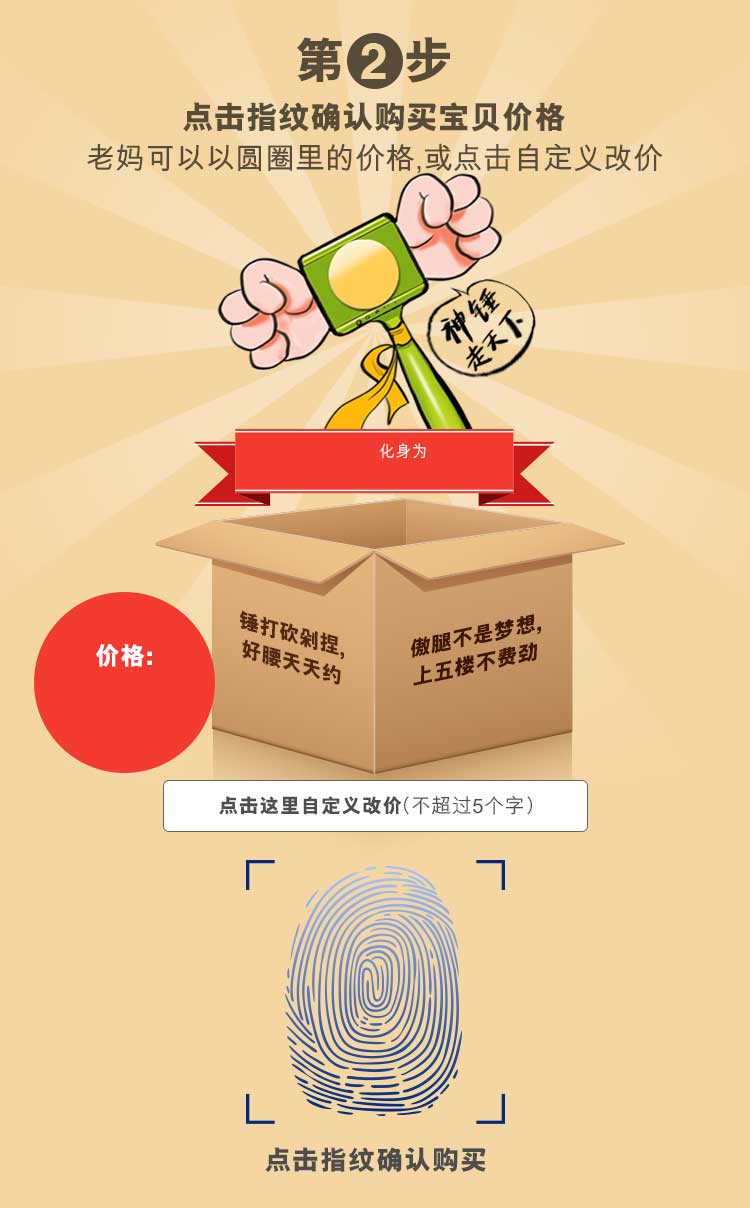 第2步
点击指纹确认购买宝贝价格
老妈可以以圆圈里的价格,或点击自定义改价
神锤
走天下
化身为
锤打砍剁捏,
好腰天天约
傲腿不是梦想,
上五楼不费劲
价格:
点击这里自定义改价(不超过5个字)
点击指纹确认购买